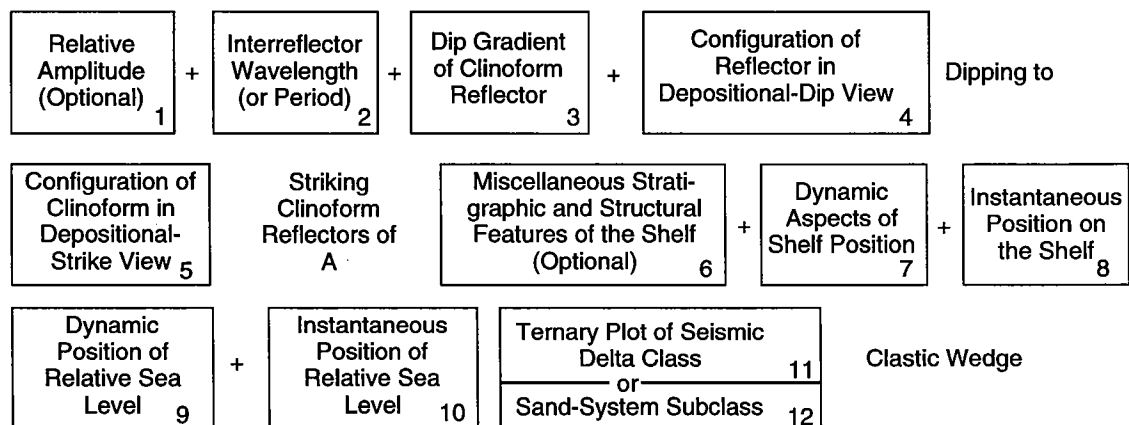 Relative
Amplitude
(Optional)
1
+
Interreflector
Wavelength
(or Period)
2
+
Dip Gradient
of Clinoform
Reflector
3
+
Configuration of
Reflector in
Depositional-Dip View
4
Dipping to
Configuration of
Clinoform in
Depositional-
Strike View
5
Striking
Clinoform
Reflectors of
A
Miscellaneous Strati-
graphic and Structural
Features of the Shelf
(Optional)
6
+
Dynamic
Aspects of
Shelf Position
7
+
Instantaneous
Position on
the Shelf
8
Dynamic
Position of
Relative Sea
Level
9
+
Instantaneous
Position of
Relative Sea
Level
10
Ternary Plot of Seismic
Delta Class
11
or
Sand-System Subclass
12
Clastic Wedge